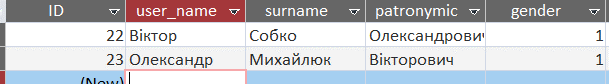 ID user_name surname patronymic gender
22 Віктор Собко Олександрович 1
23 Олександр Михайлюк Вікторович 1
(New)